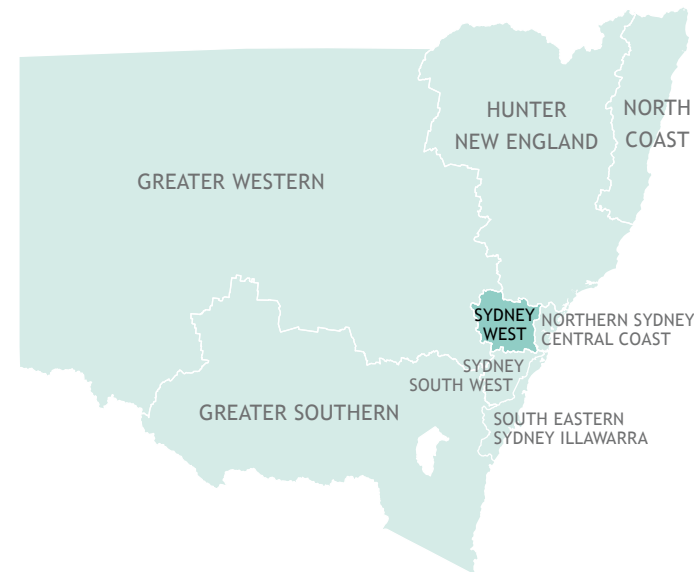 HUNTER
NEW ENGLAND
NORTH
COAST
GREATER WESTERN
SYDNEY
WEST
NORTHERN SYDNEY
CENTRAL COAST
SYDNEY
SOUTH WEST
GREATER SOUTHERN
SOUTH EASTERN
SYDNEY ILLAWARRA